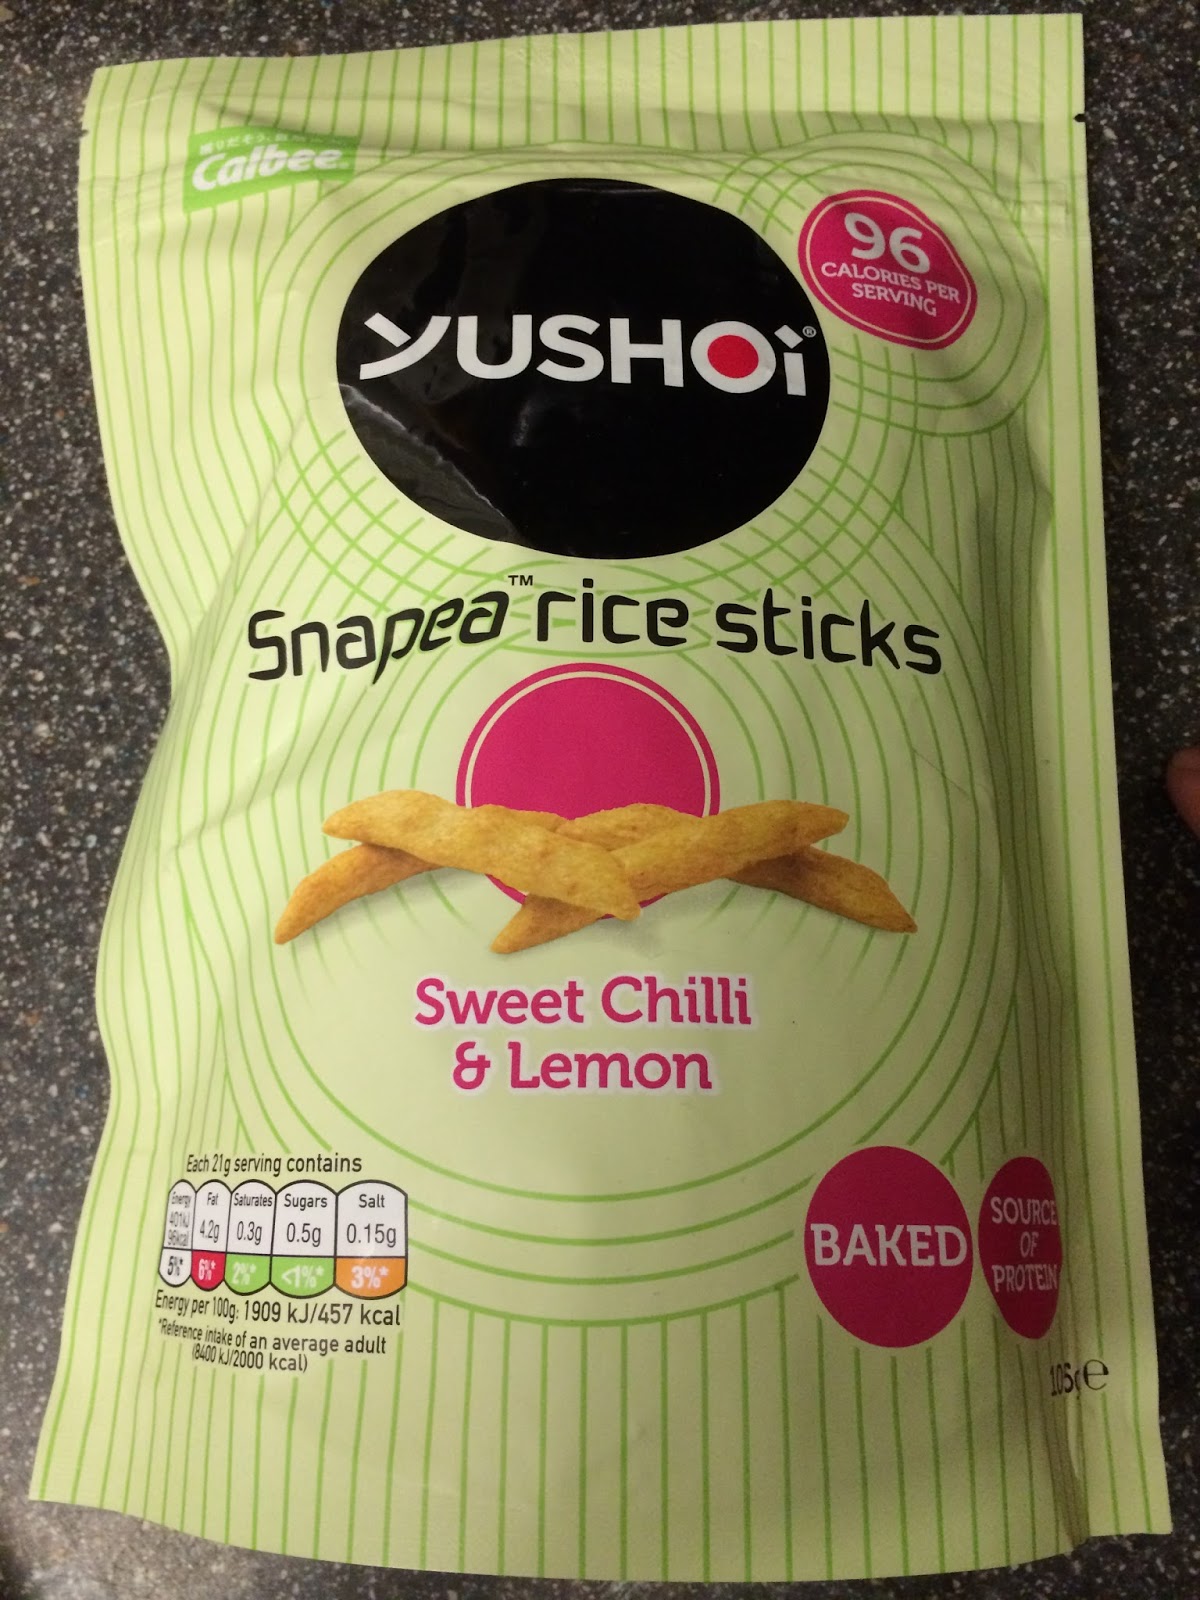 Calbee
96
CALORIES PER
SERVING
YUSHOi®
Snapea™ rice sticks
Sweet Chilli
& Lemon
Each 21g serving contains
Energy Fat Saturates Sugars Salt
401kJ
96kcal 4.2g 0.3g 0.5g 0.15g
5%* 6%* 2%* <1%* 3%*
Energy per 100g: 1909 kJ/457 kcal
*Reference intake of an average adult
(8400 kJ/2000 kcal)
BAKED
SOURCE
OF
PROTEIN
105g℮